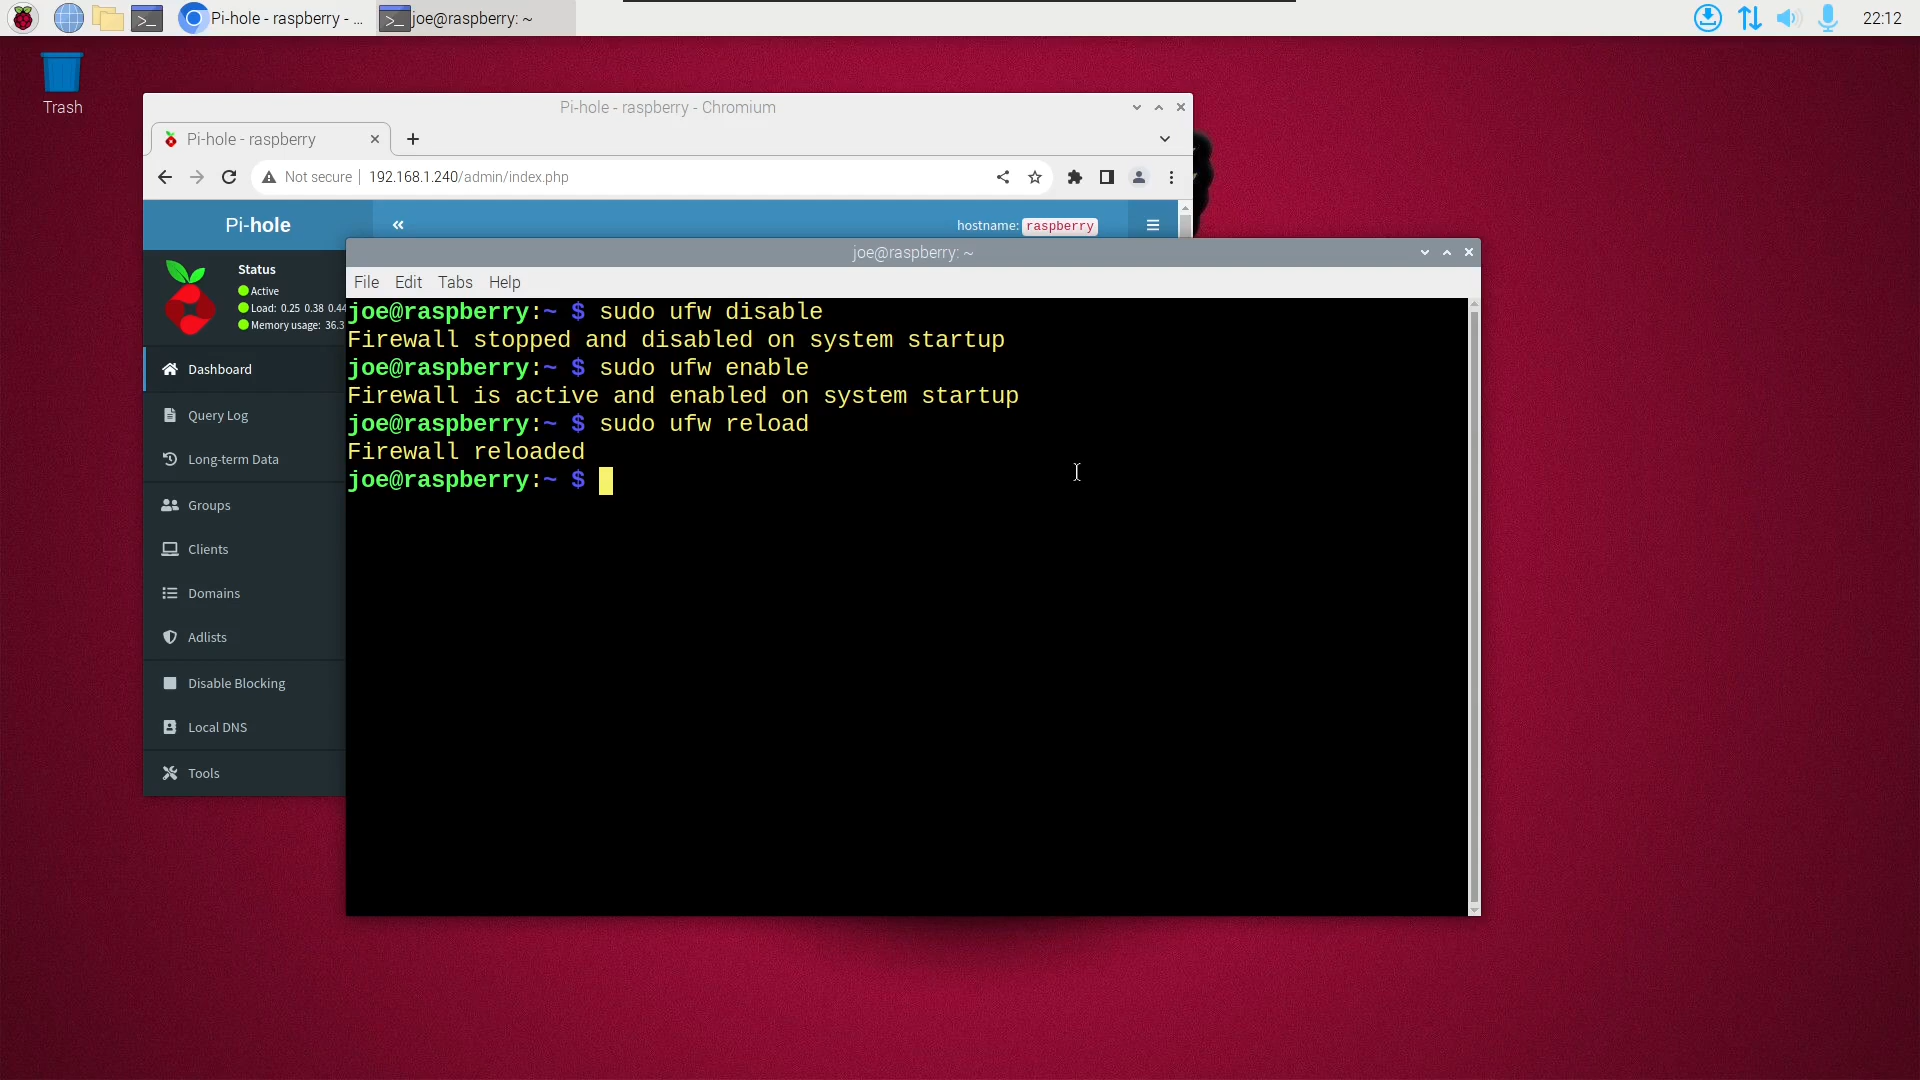 Pi-hole - raspberry - ...
joe@raspberry: ~
22:12
Trash
Pi-hole - raspberry - Chromium
Pi-hole - raspberry
Not secure
192.168.1.240/admin/index.php
Pi-hole
hostname: raspberry
Status
Active
Load: 0.25 0.38 0.44
Memory usage: 36.3
Dashboard
Query Log
Long-term Data
Groups
Clients
Domains
Adlists
Disable Blocking
Local DNS
Tools
joe@raspberry: ~
File Edit Tabs Help
joe@raspberry:~ $ sudo ufw disable
Firewall stopped and disabled on system startup
joe@raspberry:~ $ sudo ufw enable
Firewall is active and enabled on system startup
joe@raspberry:~ $ sudo ufw reload
Firewall reloaded
joe@raspberry:~ $